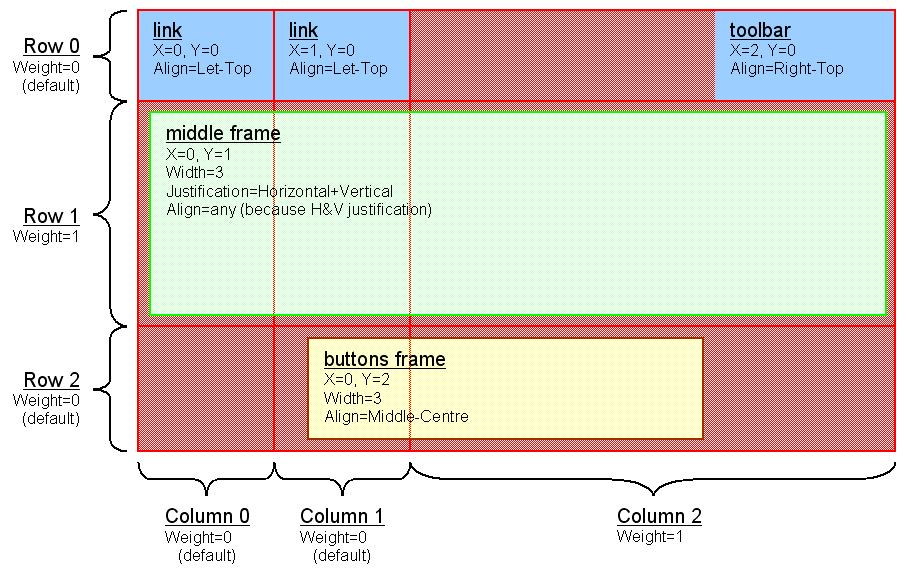 Row 0
Weight=0
(default)
link
X=0, Y=0
Align=Let-Top
link
X=1, Y=0
Align=Let-Top
toolbar
X=2, Y=0
Align=Right-Top
Row 1
Weight=1
middle frame
X=0, Y=1
Width=3
Justification=Horizontal+Vertical
Align=any (because H&V justification)
Row 2
Weight=0
(default)
buttons frame
X=0, Y=2
Width=3
Align=Middle-Centre
Column 0
Weight=0
(default)
Column 1
Weight=0
(default)
Column 2
Weight=1